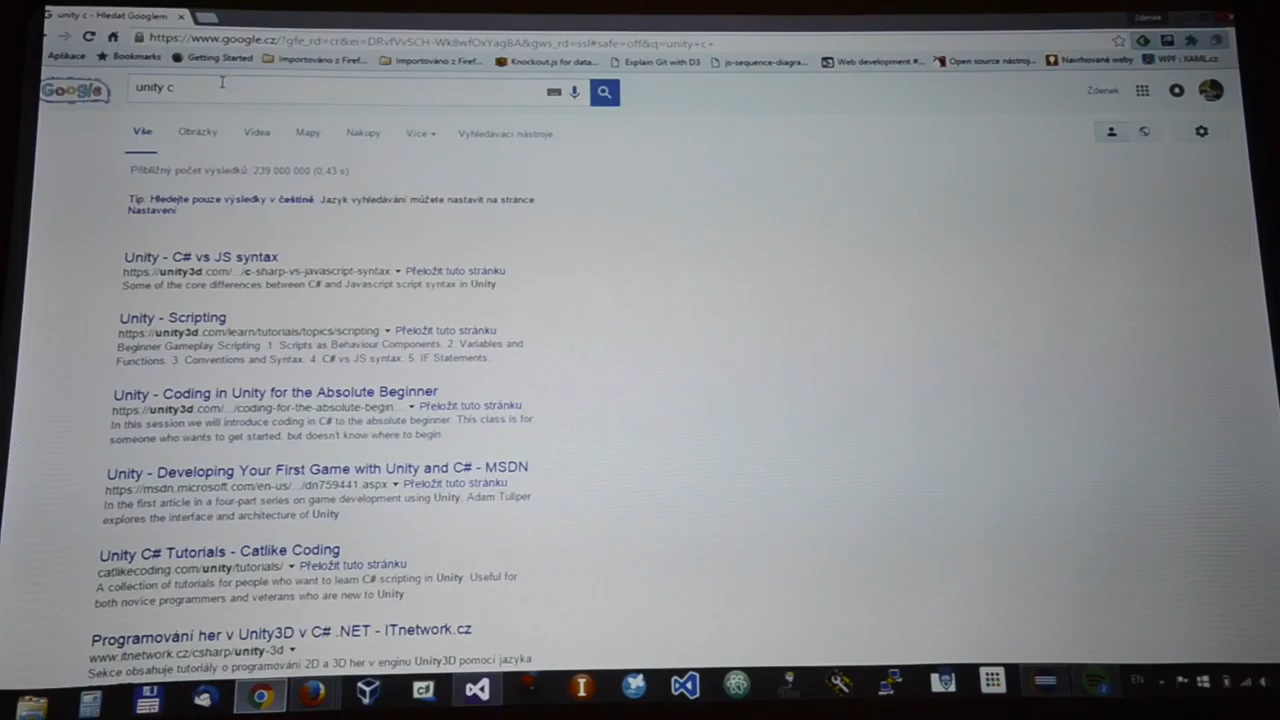 unity c - Hledat Googlem
Zdenek
https://www.google.cz/?gfe_rd=cr&ei=DRvfVvSCH-Wk8wfOxYagBA&gws_rd=ssl#safe=off&q=unity+c+
Aplikace Bookmarks Getting Started Importováno z Firef... Importováno z Firef... Knockout.js for data... Explain Git with D3 js-sequence-diagra... Web development #... Open source nástroj... Navrhované weby WPF | XAML.cz
Google unity c Zdenek
Vše Obrázky Videa Mapy Nákupy Více Vyhledávací nástroje
Přibližný počet výsledků: 239 000 000 (0,43 s)
Tip: Hledejte pouze výsledky v češtině. Jazyk vyhledávání můžete nastavit na stránce
Nastavení
Unity - C# vs JS syntax
https://unity3d.com/.../c-sharp-vs-javascript-syntax Přeložit tuto stránku
Some of the core differences between C# and Javascript script syntax in Unity
Unity - Scripting
https://unity3d.com/learn/tutorials/topics/scripting Přeložit tuto stránku
Beginner Gameplay Scripting. 1. Scripts as Behaviour Components. 2. Variables and
Functions. 3. Conventions and Syntax. 4. C# vs JS syntax. 5. IF Statements.
Unity - Coding in Unity for the Absolute Beginner
https://unity3d.com/.../coding-for-the-absolute-begin... Přeložit tuto stránku
In this session we will introduce coding in C# to the absolute beginner. This class is for
someone who wants to get started, but doesn't know where to begin.
Unity - Developing Your First Game with Unity and C# - MSDN
https://msdn.microsoft.com/en-us/.../dn759441.aspx Přeložit tuto stránku
In the first article in a four-part series on game development using Unity, Adam Tuliper
explores the interface and architecture of Unity.
Unity C# Tutorials - Catlike Coding
catlikecoding.com/unity/tutorials/ Přeložit tuto stránku
A collection of tutorials for people who want to learn C# scripting in Unity. Useful for
both novice programmers and veterans who are new to Unity
Programování her v Unity3D v C# .NET - ITnetwork.cz
www.itnetwork.cz/csharp/unity-3d
Sekce obsahuje tutoriály o programování 2D a 3D her v enginu Unity3D pomocí jazyka
EN